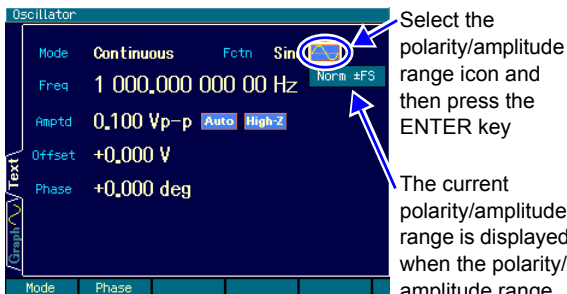 Oscillator
Mode Continuous Fctn Sin
Freq 1 000.000 000 00 Hz Norm ±FS
Amptd 0.100 Vp-p Auto High-Z
Offset +0.000 V
Phase +0.000 deg
Text
Graph
Mode Phase
Select the
polarity/amplitude
range icon and
then press the
ENTER key
The current
polarity/amplitude
range is displayed
when the polarity/
amplitude range